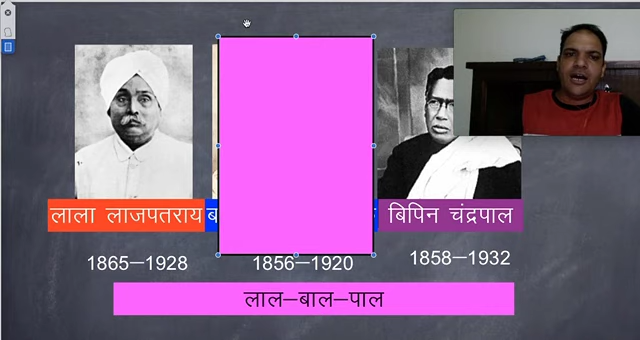 लाला लाजपतराय
बिपिन चंद्रपाल
1865–1928
1856–1920
1858–1932
लाल–बाल–पाल